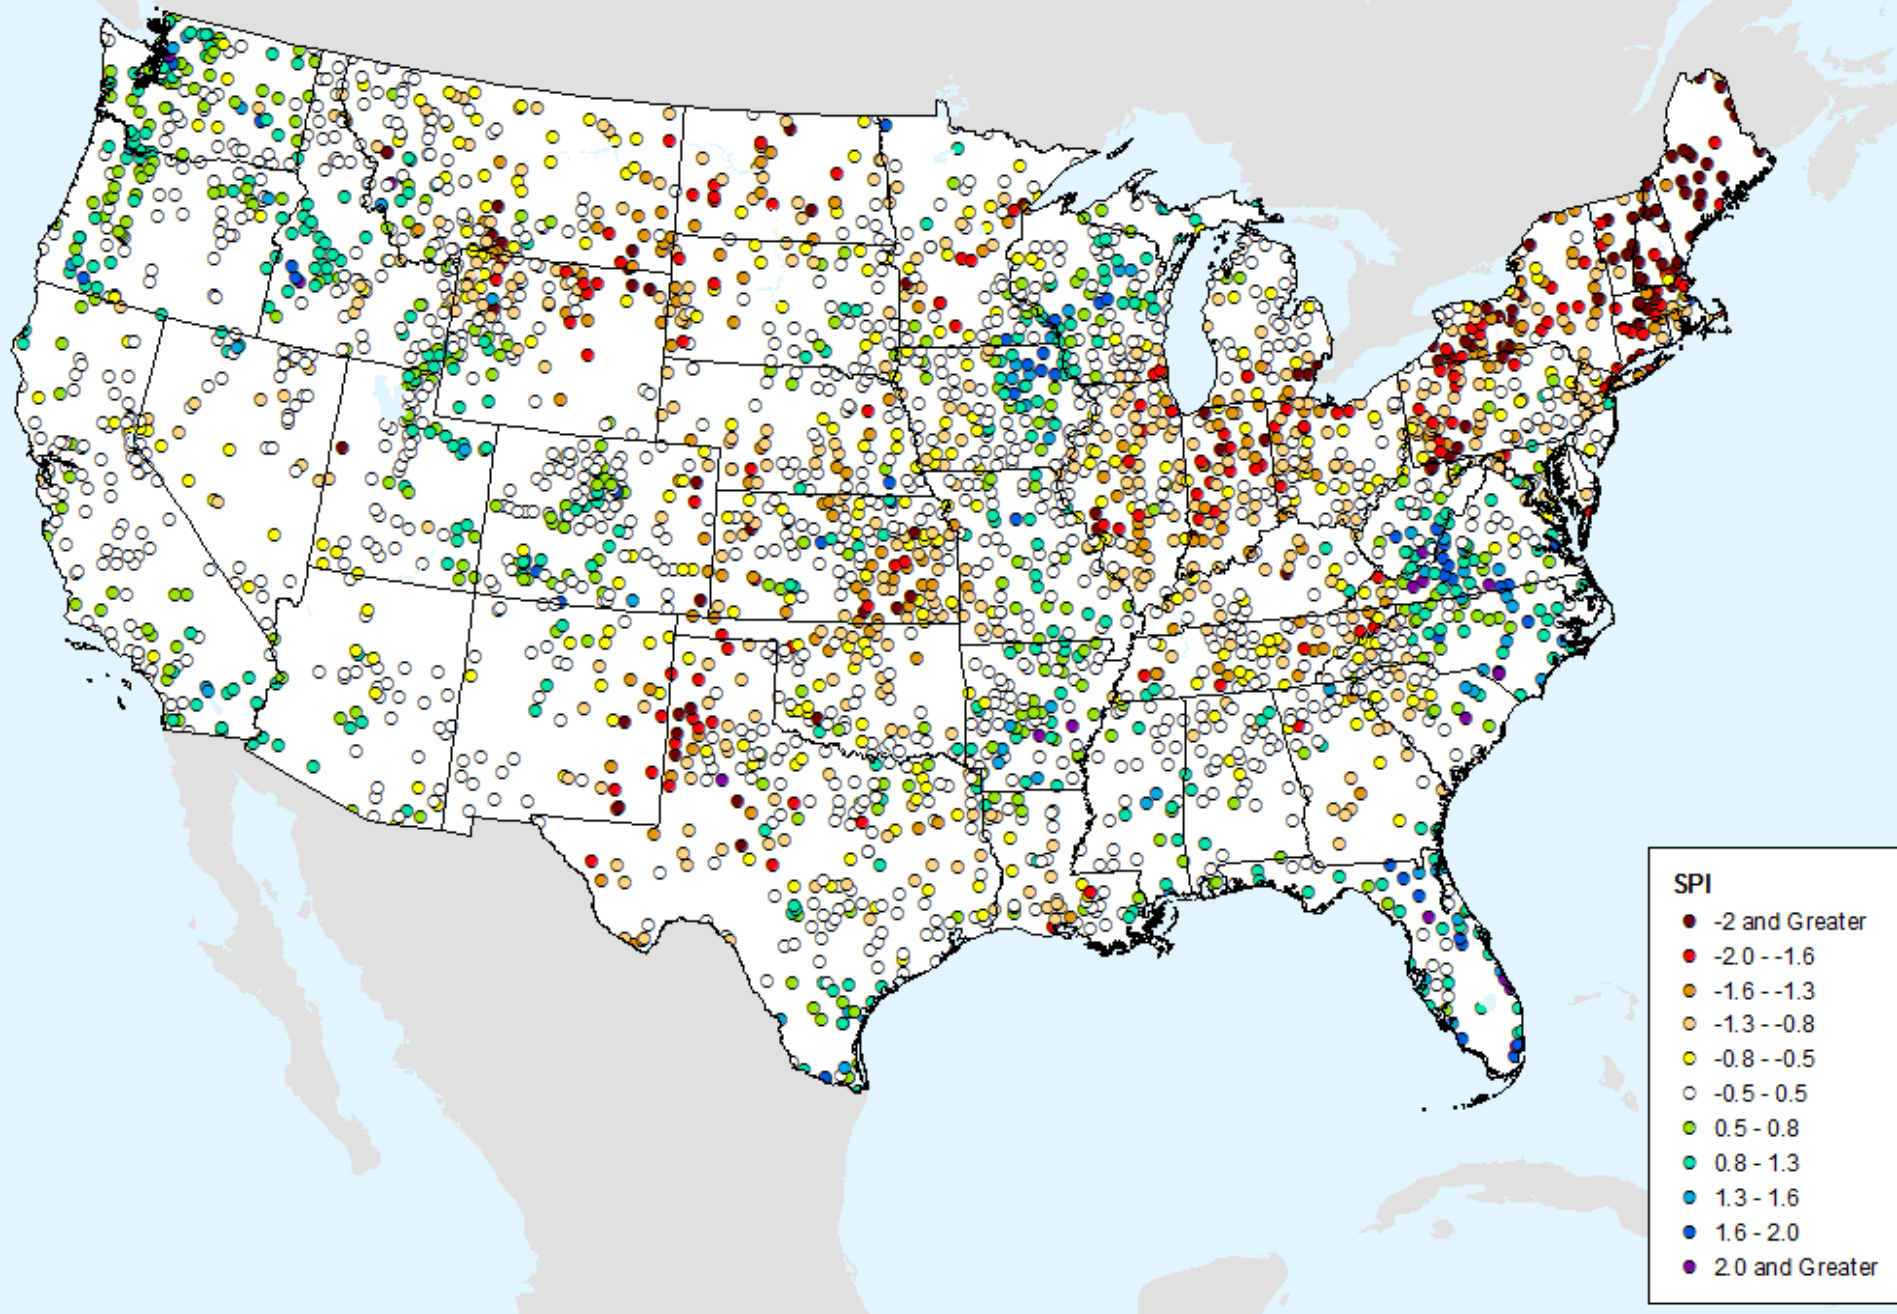 SPI
-2 and Greater
-2.0 - -1.6
-1.6 - -1.3
-1.3 - -0.8
-0.8 - -0.5
-0.5 - 0.5
0.5 - 0.8
0.8 - 1.3
1.3 - 1.6
1.6 - 2.0
2.0 and Greater